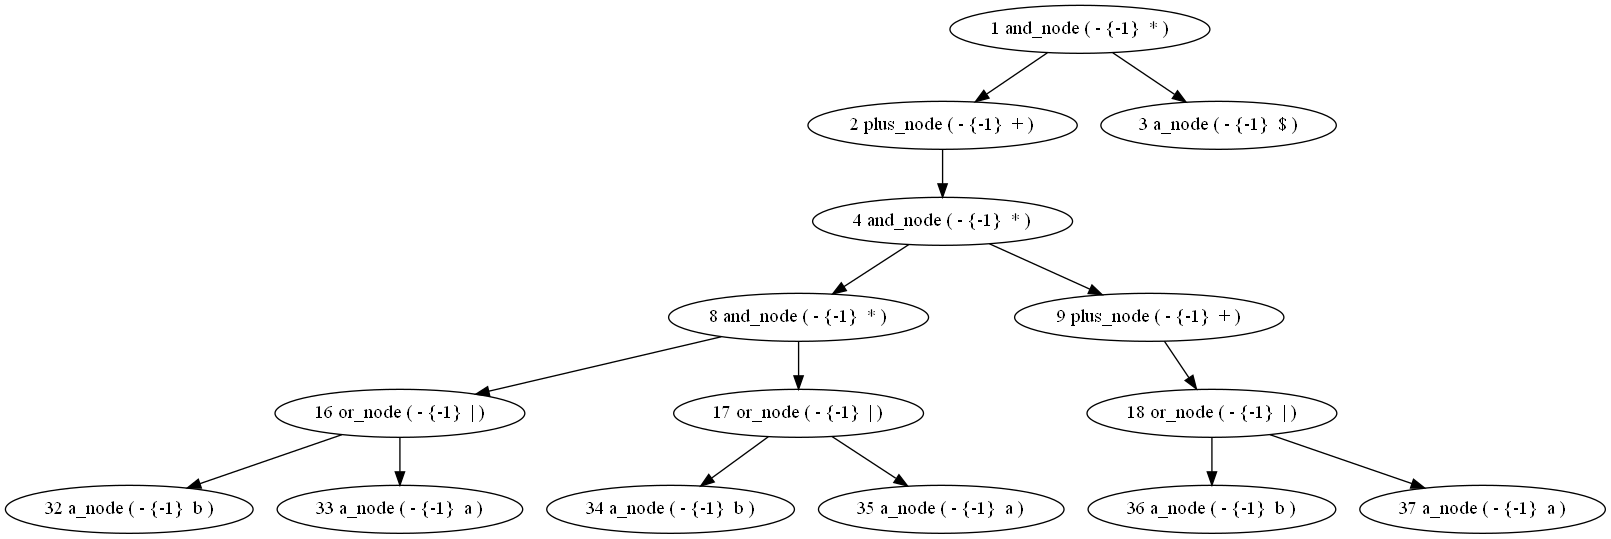 1 and_node ( - {-1}  * )
2 plus_node ( - {-1}  + )
3 a_node ( - {-1}  $ )
4 and_node ( - {-1}  * )
8 and_node ( - {-1}  * )
9 plus_node ( - {-1}  + )
16 or_node ( - {-1}  | )
17 or_node ( - {-1}  | )
18 or_node ( - {-1}  | )
32 a_node ( - {-1}  b )
33 a_node ( - {-1}  a )
34 a_node ( - {-1}  b )
35 a_node ( - {-1}  a )
36 a_node ( - {-1}  b )
37 a_node ( - {-1}  a )